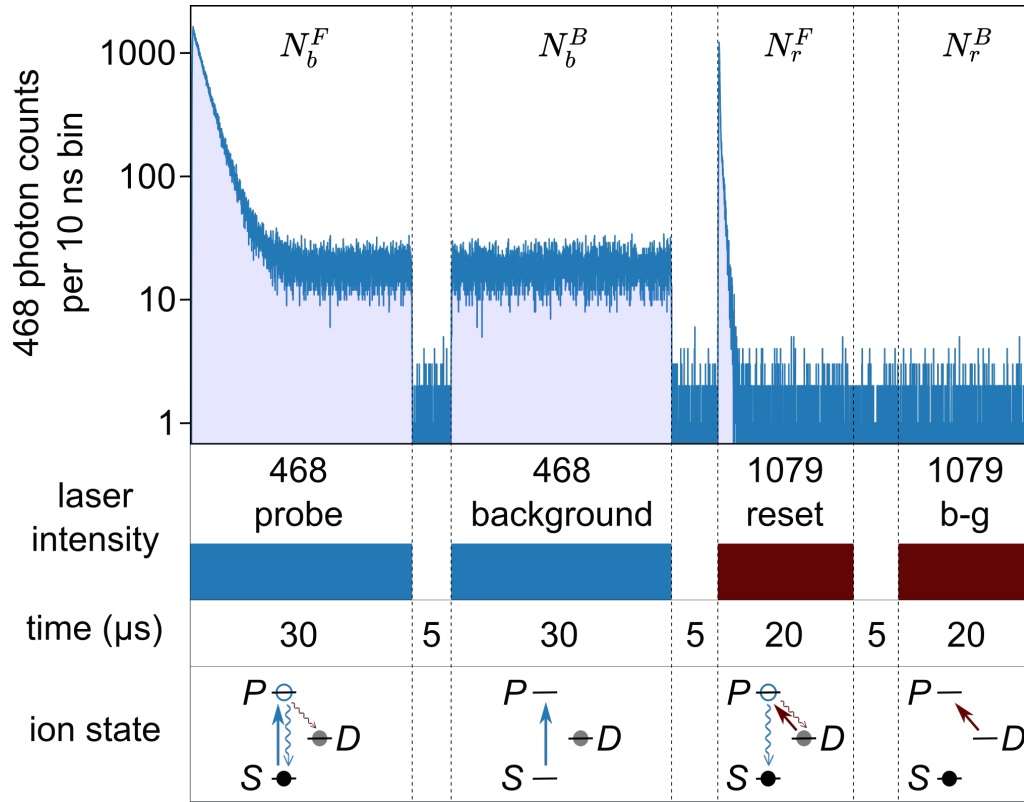 468 photon counts
per 10 ns bin
1000
100
10
1
N_b^F
N_b^B
N_r^F
N_r^B
laser
intensity
468
probe
468
background
1079
reset
1079
b-g
time (μs)
30
5
30
5
20
5
20
ion state
P
D
S
P
D
S
P
D
S
P
D
S